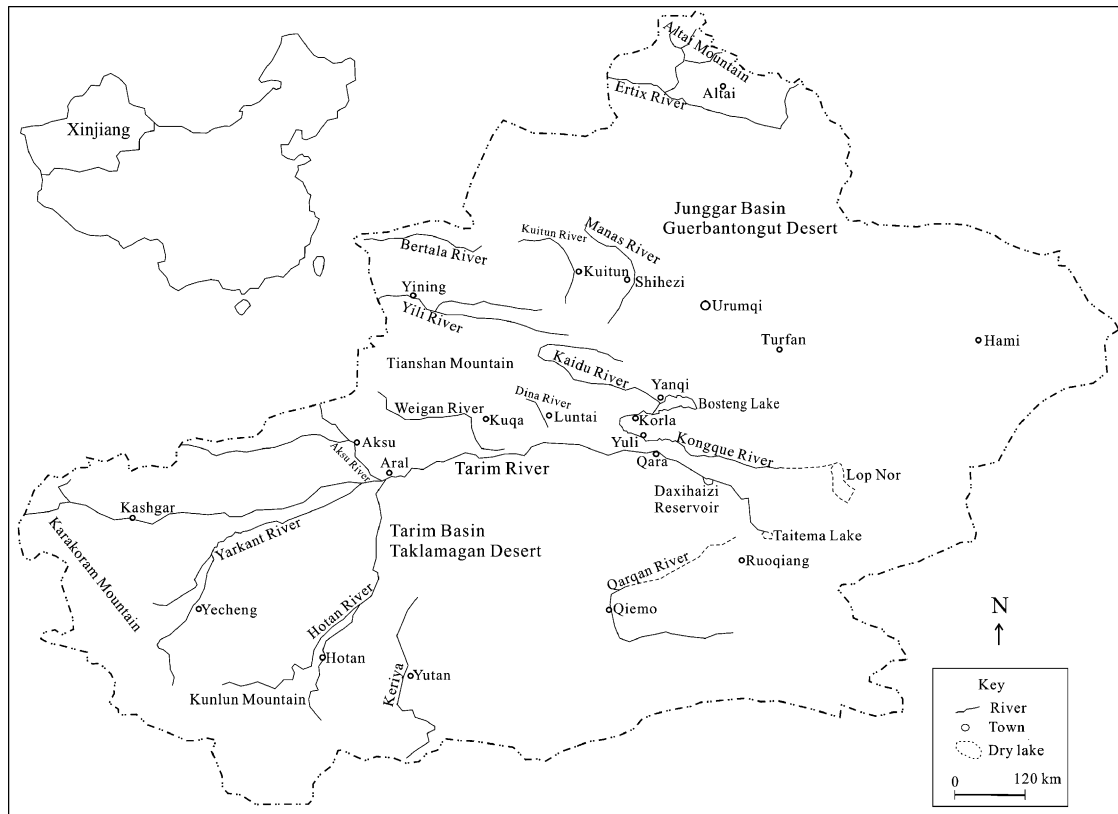 Xinjiang
Altai Mountain
Altai
Ertix River
Junggar Basin
Guerbantongut Desert
Bertala River
Kuitun River
Manas River
Kuitun
Shihezi
Yining
Yili River
Urumqi
Turfan
Hami
Tianshan Mountain
Kaidu River
Yanqi
Bosteng Lake
Dina River
Weigan River
Kuqa
Luntai
Korla
Yuli
Kongque River
Aksu
Aksu River
Aral
Tarim River
Qara
Lop Nor
Daxihaizi
Reservoir
Kashgar
Yarkant River
Tarim Basin
Taklamagan Desert
Taitema Lake
Karakoram Mountain
Qarqan River
Ruoqiang
Yecheng
Hotan River
Qiemo
Hotan
Kunlun Mountain
Keriya
Yutan
N
Key
River
Town
Dry lake
0 120 km